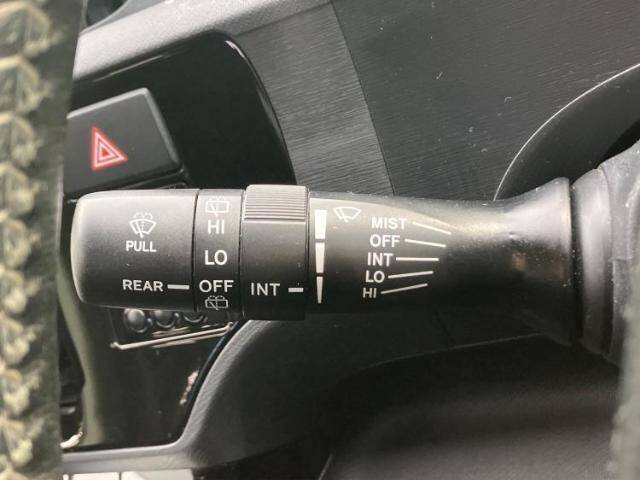 PULL
REAR
HI
LO
OFF
INT
MIST
OFF
INT
LO
HI